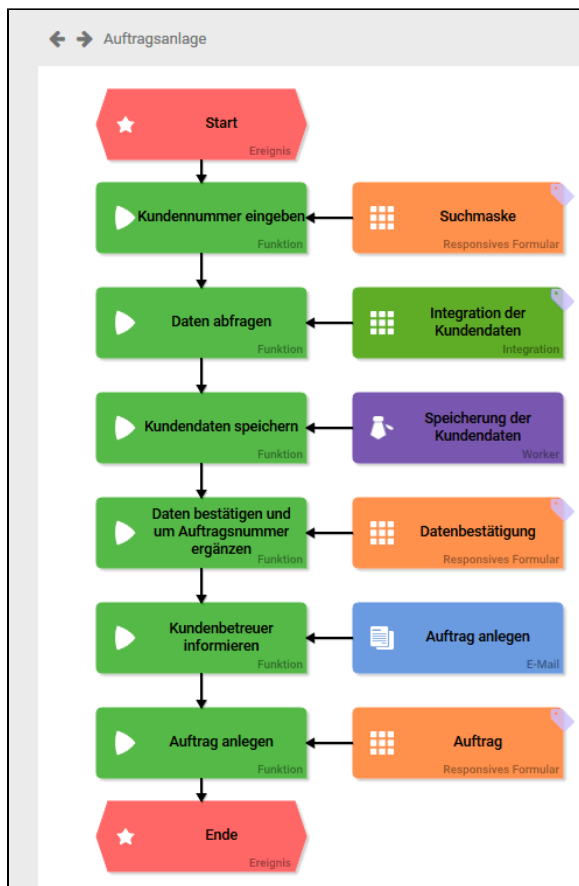 Auftragsanlage
Start
Ereignis
Kundennummer eingeben
Funktion
Suchmaske
Responsives Formular
Daten abfragen
Funktion
Integration der
Kundendaten
Integration
Kundendaten speichern
Funktion
Speicherung der
Kundendaten
Worker
Daten bestätigen und
um Auftragsnummer
ergänzen
Funktion
Datenbestätigung
Responsives Formular
Kundenbetreuer
informieren
Funktion
Auftrag anlegen
E-Mail
Auftrag anlegen
Funktion
Auftrag
Responsives Formular
Ende
Ereignis